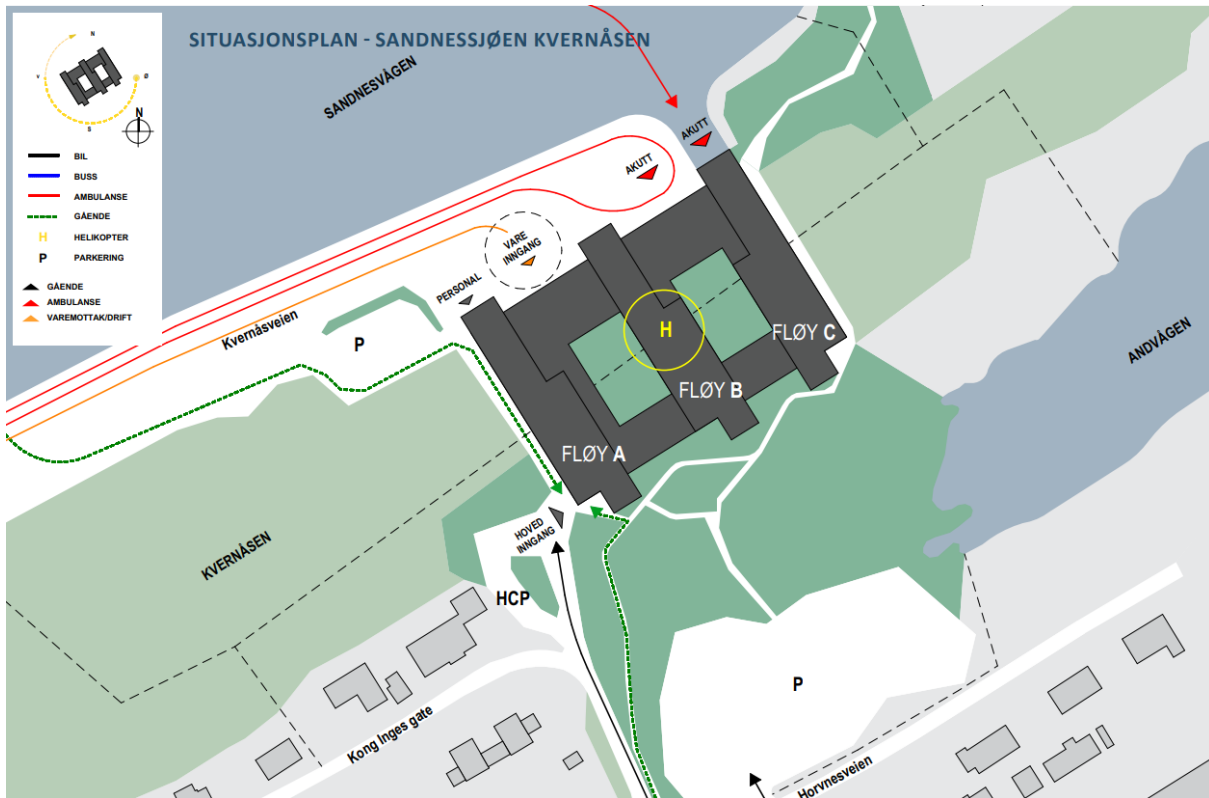 SITUASJONSPLAN - SANDNESSJØEN KVERNÅSEN
N
V
Ø
S
N
BIL
BUSS
AMBULANSE
GÅENDE
H HELIKOPTER
P PARKERING
GÅENDE
AMBULANSE
VAREMOTTAK/DRIFT
SANDNESVÅGEN
AKUTT
AKUTT
VARE
INNGANG
PERSONAL
Kvernåsveien
P
H
FLØY C
FLØY B
FLØY A
ANDVÅGEN
HOVED
INNGANG
KVERNÅSEN
HCP
P
Kong Inges gate
Horvnesveien